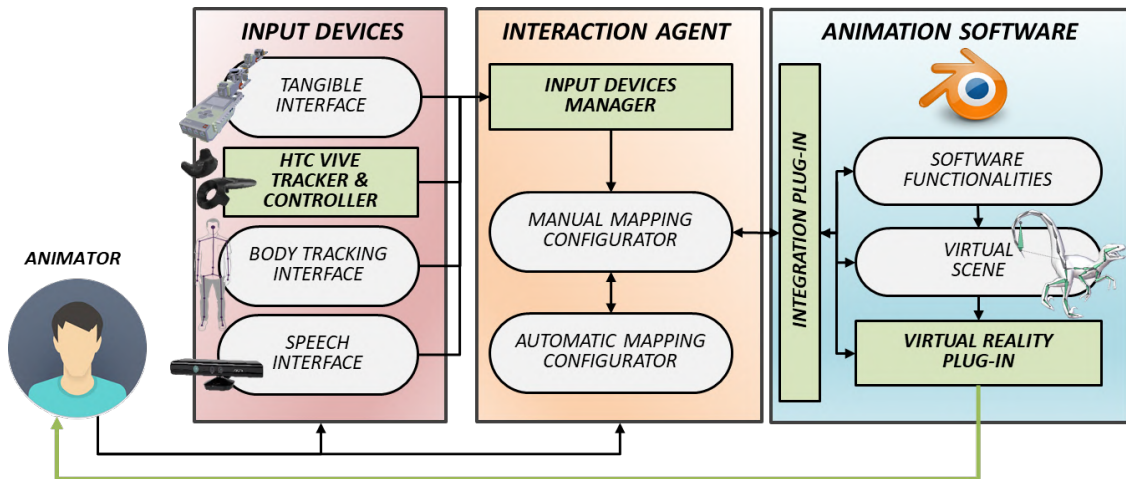 INPUT DEVICES
TANGIBLE
INTERFACE
HTC VIVE
TRACKER &
CONTROLLER
BODY TRACKING
INTERFACE
SPEECH
INTERFACE
ANIMATOR
INTERACTION AGENT
INPUT DEVICES
MANAGER
MANUAL MAPPING
CONFIGURATOR
AUTOMATIC MAPPING
CONFIGURATOR
ANIMATION SOFTWARE
INTEGRATION PLUG-IN
SOFTWARE
FUNCTIONALITIES
VIRTUAL
SCENE
VIRTUAL REALITY
PLUG-IN